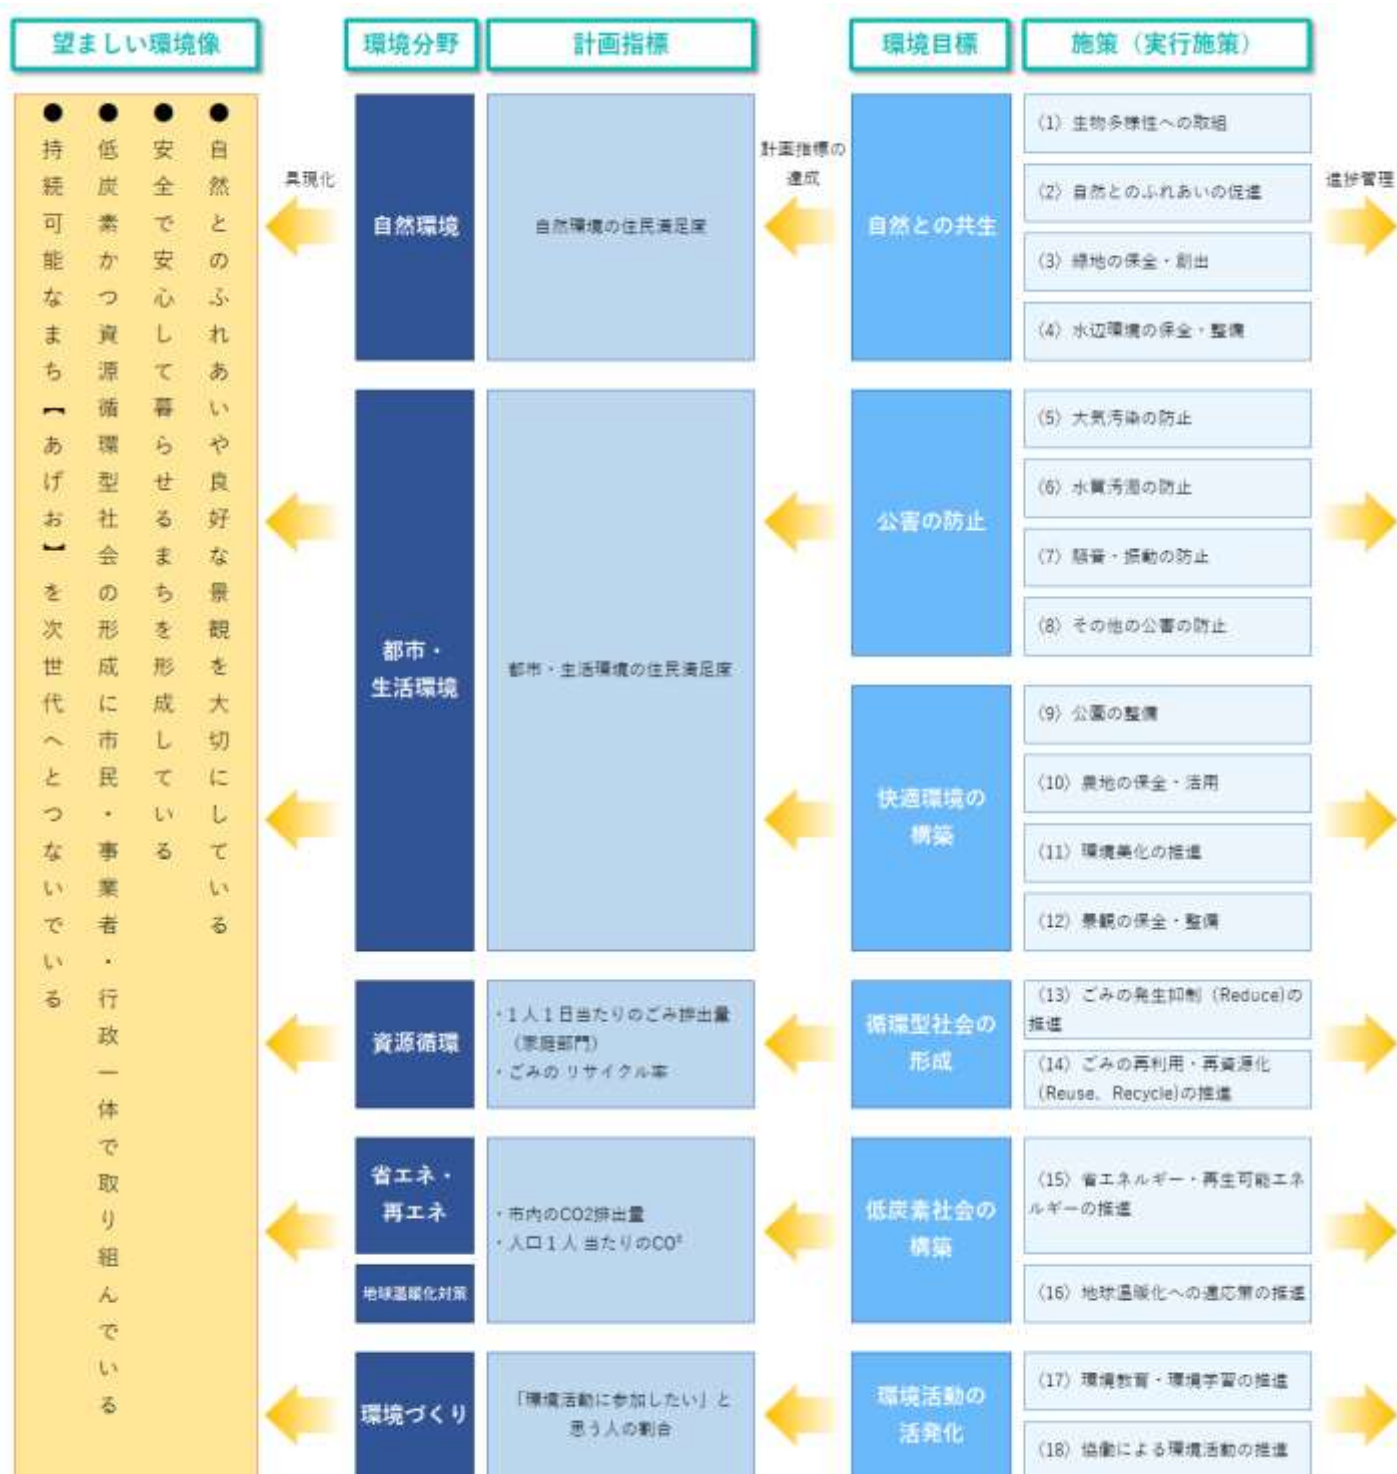 望ましい環境像
環境分野
計画指標
環境目標
施策（実行施策）
●自然とのふれあいや良好な景観を大切にしている
●安全で安心して暮らせるまちを形成している
●低炭素かつ資源循環型社会の形成に市民・事業者・行政一体で取り組んでいる
●持続可能なまち【あげお】を次世代へとつないでいる
具現化
自然環境
自然環境の住民満足度
計画指標の
達成
自然との共生
(1) 生物多様性への取組
(2) 自然とのふれあいの促進
(3) 緑地の保全・創出
(4) 水辺環境の保全・整備
進捗管理
都市・
生活環境
都市・生活環境の住民満足度
公害の防止
(5) 大気汚染の防止
(6) 水質汚濁の防止
(7) 騒音・振動の防止
(8) その他の公害の防止
快適環境の
構築
(9) 公園の整備
(10) 農地の保全・活用
(11) 環境美化の推進
(12) 景観の保全・整備
資源循環
・1人1日当たりのごみ排出量
（家庭部門）
・ごみの リサイクル率
循環型社会の
形成
(13) ごみの発生抑制（Reduce)の
推進
(14) ごみの再利用・再資源化
(Reuse、Recycle)の推進
省エネ・
再エネ
地球温暖化対策
・市内のCO2排出量
・人口1人 当たりのCO²
低炭素社会の
構築
(15) 省エネルギー・再生可能エネ
ルギーの推進
(16) 地球温暖化への適応策の推進
環境づくり
「環境活動に参加したい」と
思う人の割合
環境活動の
活発化
(17) 環境教育・環境学習の推進
(18) 協働による環境活動の推進